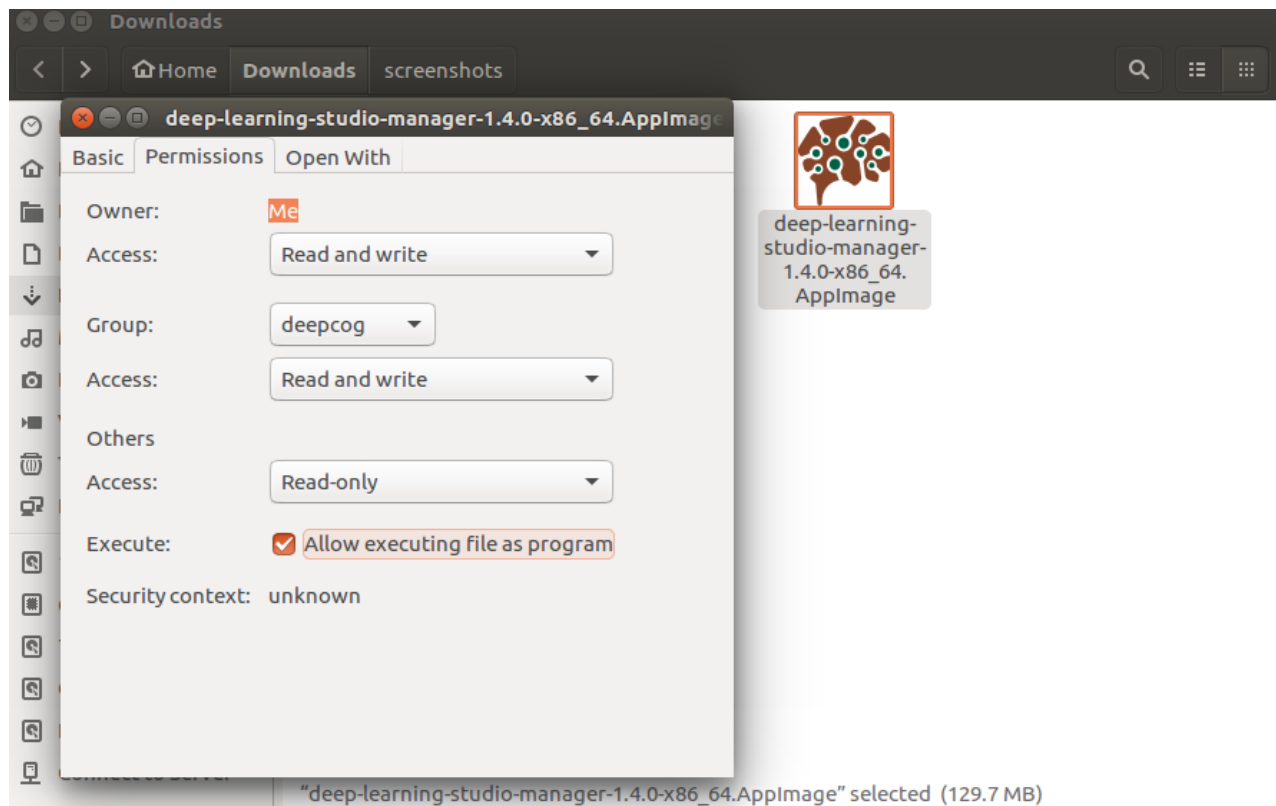 Downloads
Home Downloads screenshots
deep-learning-studio-manager-1.4.0-x86_64.AppImage
Basic Permissions Open With
Owner: Me
Access: Read and write
Group: deepcog
Access: Read and write
Others
Access: Read-only
Execute: Allow executing file as program
Security context: unknown
deep-learning-
studio-manager-
1.4.0-x86_64.
AppImage
Connect to Server
“deep-learning-studio-manager-1.4.0-x86_64.AppImage” selected (129.7 MB)